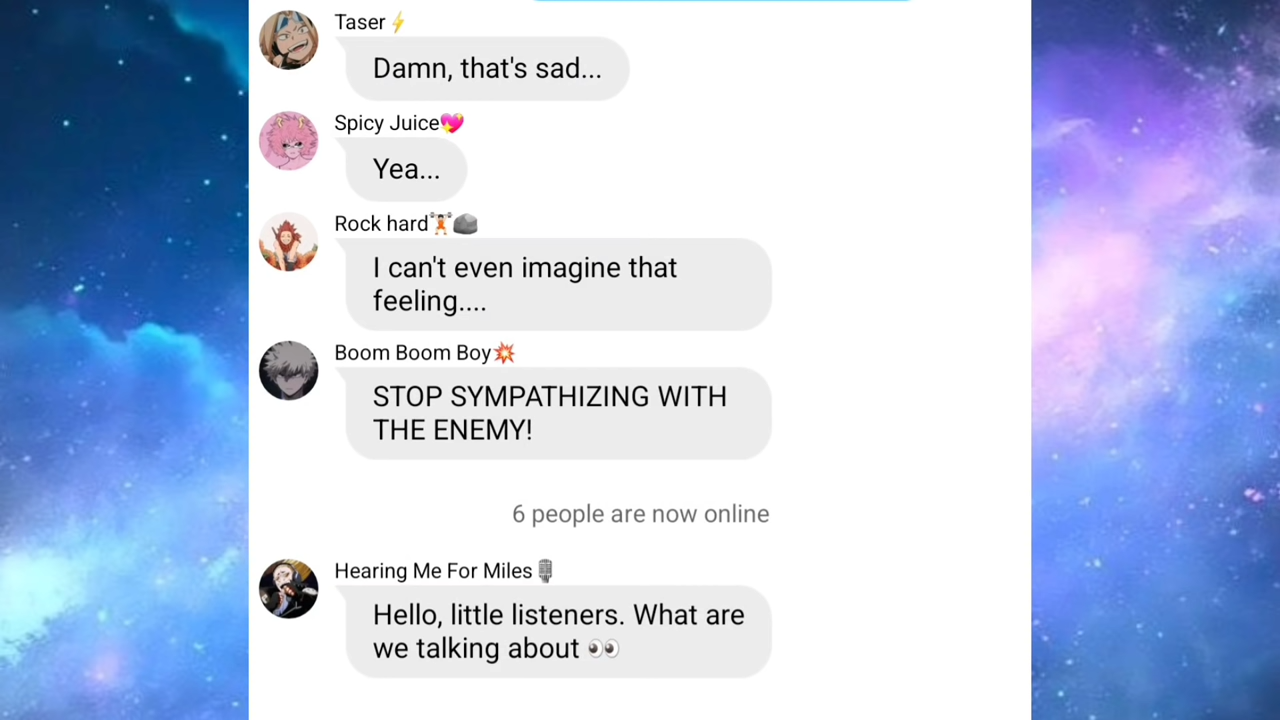 Taser⚡
Damn, that's sad...
Spicy Juice💖
Yea...
Rock hard🏋️🪨
I can't even imagine that
feeling....
Boom Boom Boy💥
STOP SYMPATHIZING WITH
THE ENEMY!
6 people are now online
Hearing Me For Miles🎙️
Hello, little listeners. What are
we talking about 👀